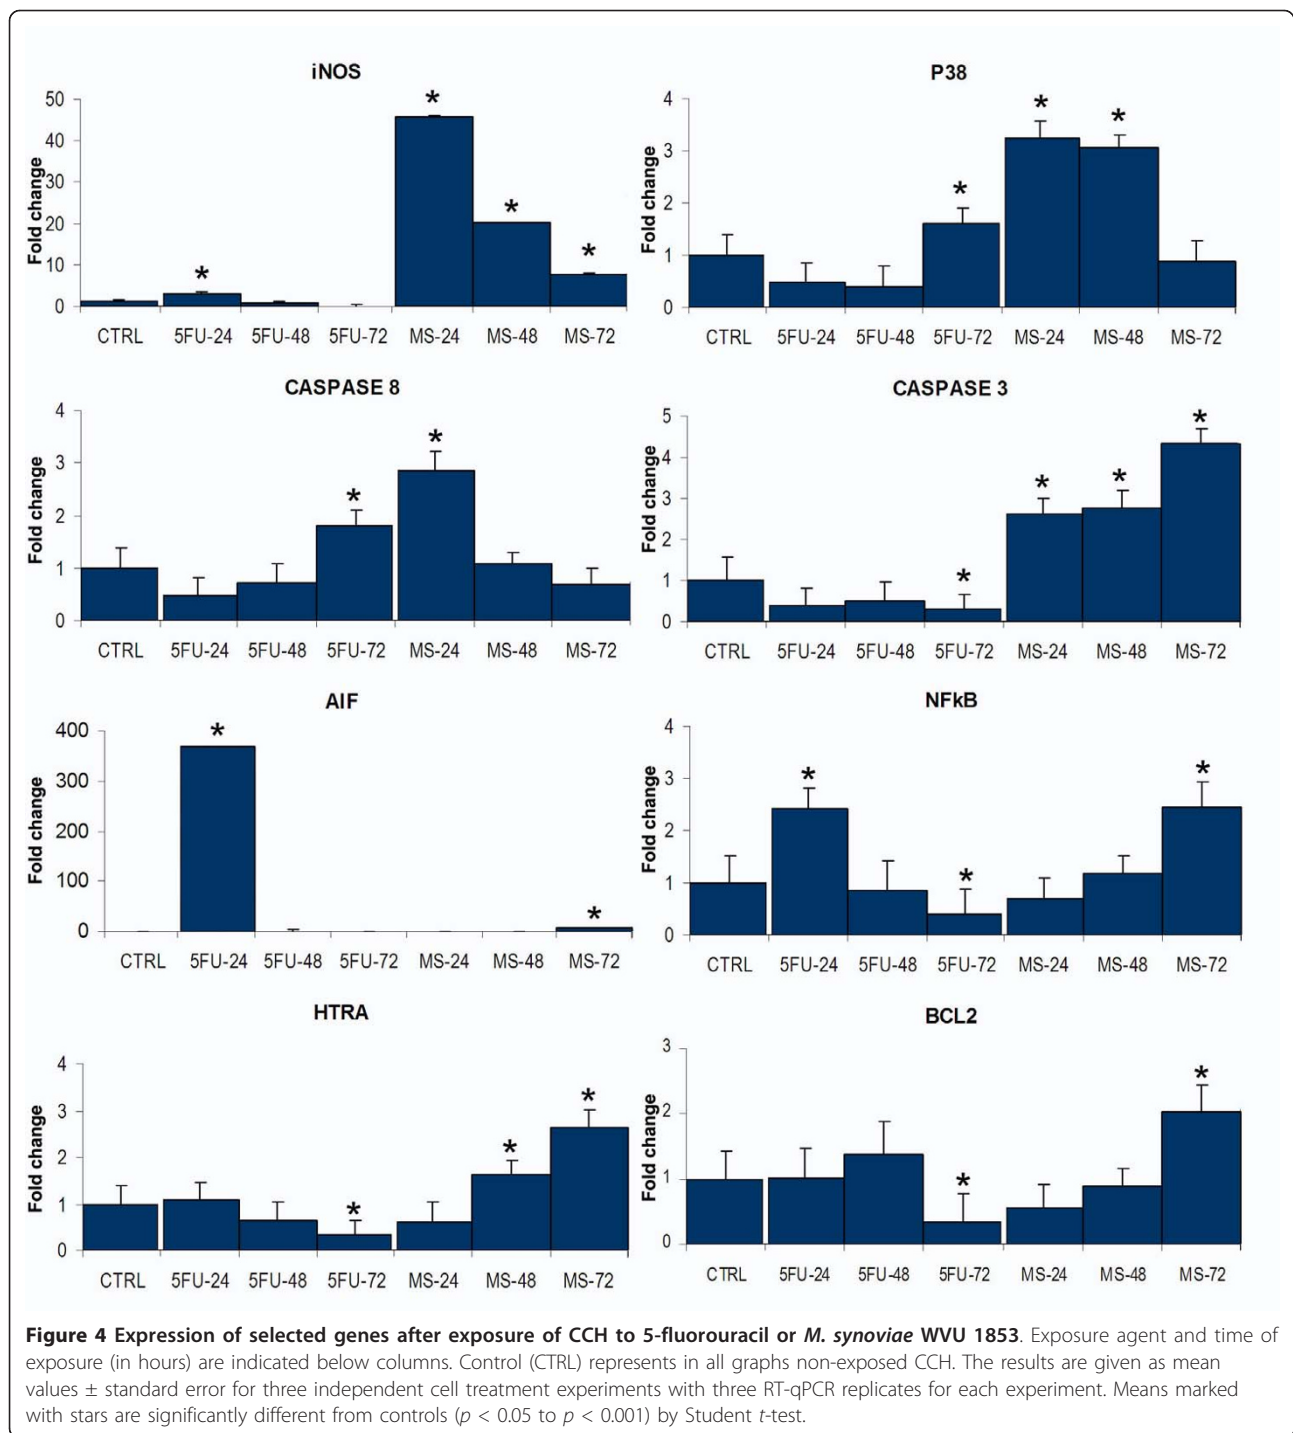 iNOS
Fold change
50
40
30
20
10
0
*
*
*
*
CTRL 5FU-24 5FU-48 5FU-72 MS-24 MS-48 MS-72
P38
Fold change
4
3
2
1
0
*
*
*
CTRL 5FU-24 5FU-48 5FU-72 MS-24 MS-48 MS-72
CASPASE 8
Fold change
4
3
2
1
0
*
*
CTRL 5FU-24 5FU-48 5FU-72 MS-24 MS-48 MS-72
CASPASE 3
Fold change
5
4
3
2
1
0
*
*
*
*
CTRL 5FU-24 5FU-48 5FU-72 MS-24 MS-48 MS-72
AIF
Fold change
400
300
200
100
0
*
*
CTRL 5FU-24 5FU-48 5FU-72 MS-24 MS-48 MS-72
NFkB
Fold change
4
3
2
1
0
*
*
*
CTRL 5FU-24 5FU-48 5FU-72 MS-24 MS-48 MS-72
HTRA
Fold change
4
3
2
1
0
*
*
*
CTRL 5FU-24 5FU-48 5FU-72 MS-24 MS-48 MS-72
BCL2
Fold change
3
2
1
0
*
*
CTRL 5FU-24 5FU-48 5FU-72 MS-24 MS-48 MS-72
Figure 4 Expression of selected genes after exposure of CCH to 5-fluorouracil or M. synoviae WVU 1853. Exposure agent and time of
exposure (in hours) are indicated below columns. Control (CTRL) represents in all graphs non-exposed CCH. The results are given as mean
values ± standard error for three independent cell treatment experiments with three RT-qPCR replicates for each experiment. Means marked
with stars are significantly different from controls (p < 0.05 to p < 0.001) by Student t-test.